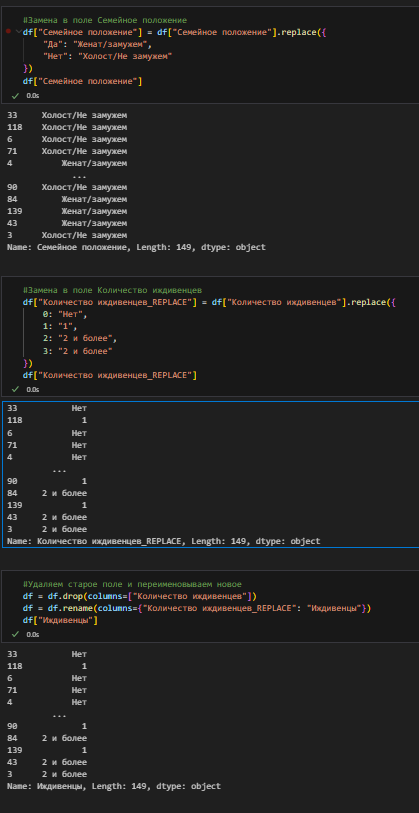 #Замена в поле Семейное положение
df["Семейное положение"] = df["Семейное положение"].replace({
"Да": "Женат/замужем",
"Нет": "Холост/Не замужем"
})
df["Семейное положение"]
0.0s
33 Холост/Не замужем
118 Холост/Не замужем
6 Холост/Не замужем
71 Холост/Не замужем
4 Женат/замужем
...
90 Холост/Не замужем
84 Женат/замужем
139 Женат/замужем
43 Женат/замужем
3 Холост/Не замужем
Name: Семейное положение, Length: 149, dtype: object
#Замена в поле Количество иждивенцев
df["Количество иждивенцев_REPLACE"] = df["Количество иждивенцев"].replace({
0: "Нет",
1: "1",
2: "2 и более",
3: "2 и более"
})
df["Количество иждивенцев_REPLACE"]
0.0s
33 Нет
118 1
6 Нет
71 Нет
4 Нет
...
90 1
84 2 и более
139 1
43 2 и более
3 2 и более
Name: Количество иждивенцев_REPLACE, Length: 149, dtype: object
#Удаляем старое поле и переименовываем новое
df = df.drop(columns=["Количество иждивенцев"])
df = df.rename(columns={"Количество иждивенцев_REPLACE": "Иждивенцы"})
df["Иждивенцы"]
0.0s
33 Нет
118 1
6 Нет
71 Нет
4 Нет
...
90 1
84 2 и более
139 1
43 2 и более
3 2 и более
Name: Иждивенцы, Length: 149, dtype: object